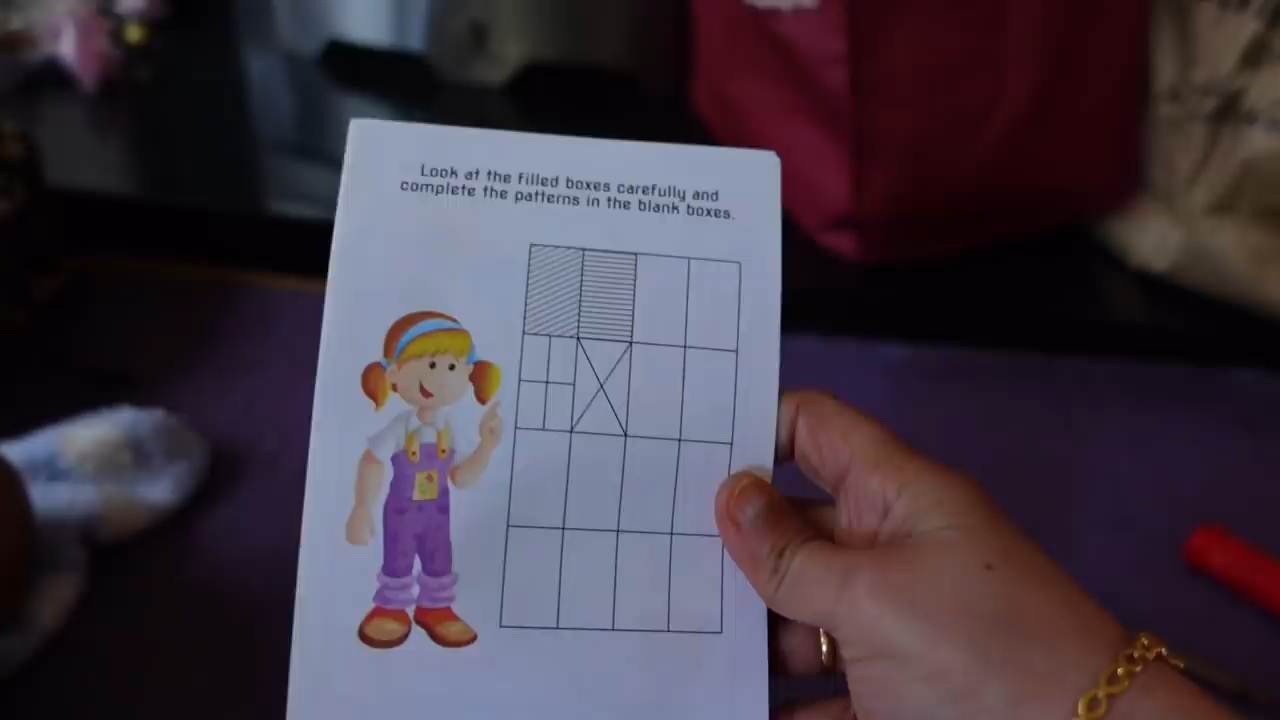 Look at the filled boxes carefully and
complete the patterns in the blank boxes.